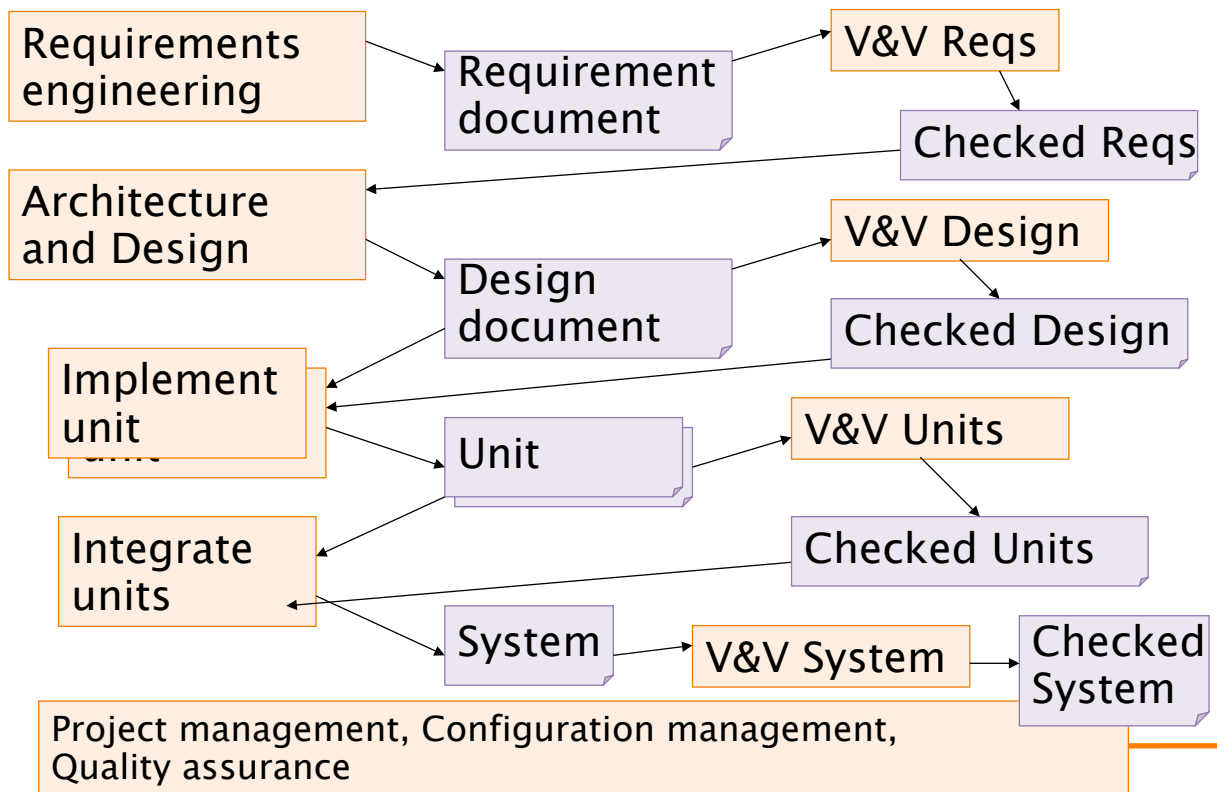 Requirements
engineering
Requirement
document
V&V Reqs
Checked Reqs
Architecture
and Design
Design
document
V&V Design
Checked Design
Implement
unit
unit
Unit
V&V Units
Checked Units
Integrate
units
System
V&V System
Checked
System
Project management, Configuration management,
Quality assurance